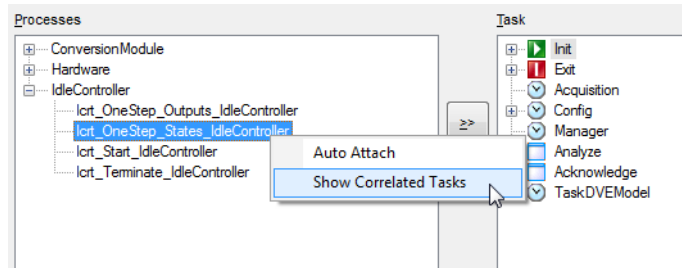 Processes
ConversionModule
Hardware
IdleController
lcrt_OneStep_Outputs_IdleController
lcrt_OneStep_States_IdleController
lcrt_Start_IdleController
lcrt_Terminate_IdleController
>>
Auto Attach
Show Correlated Tasks
Task
Init
Exit
Acquisition
Config
Manager
Analyze
Acknowledge
TaskDVEModel